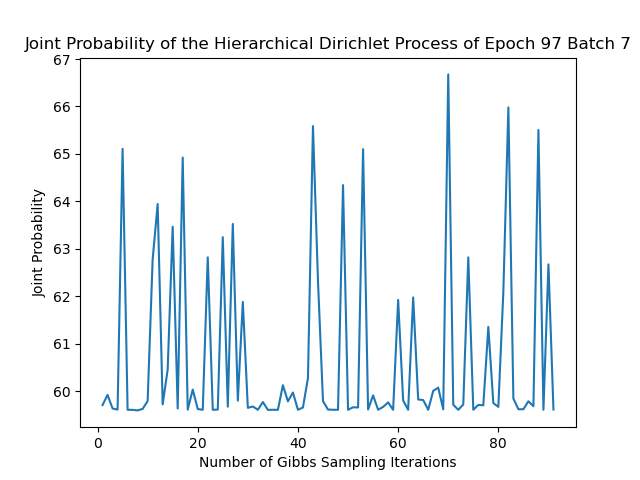 Joint Probability of the Hierarchical Dirichlet Process of Epoch 97 Batch 7
67
66
65
64
63
62
61
60
Joint Probability
0 20 40 60 80
Number of Gibbs Sampling Iterations